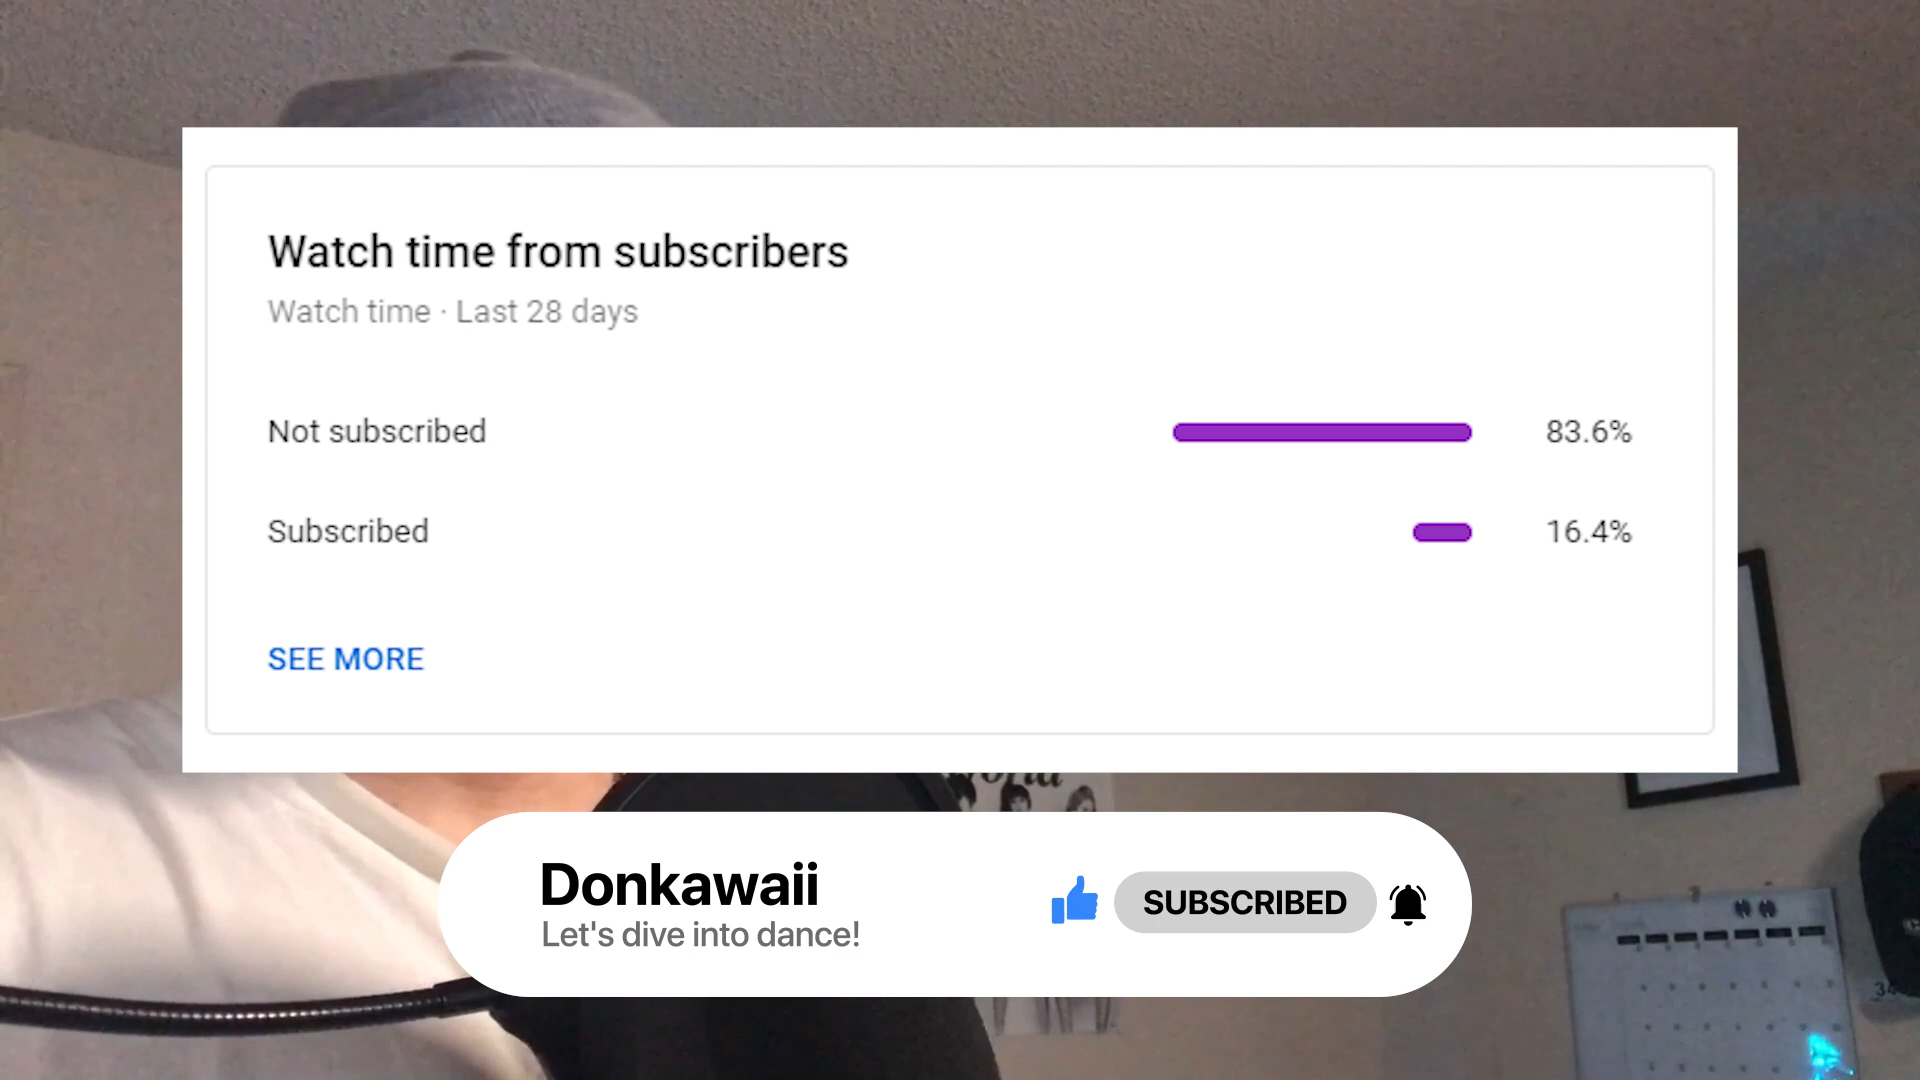 Watch time from subscribers
Watch time · Last 28 days
Not subscribed 83.6%
Subscribed 16.4%
SEE MORE
Donkawaii
Let's dive into dance!
SUBSCRIBED